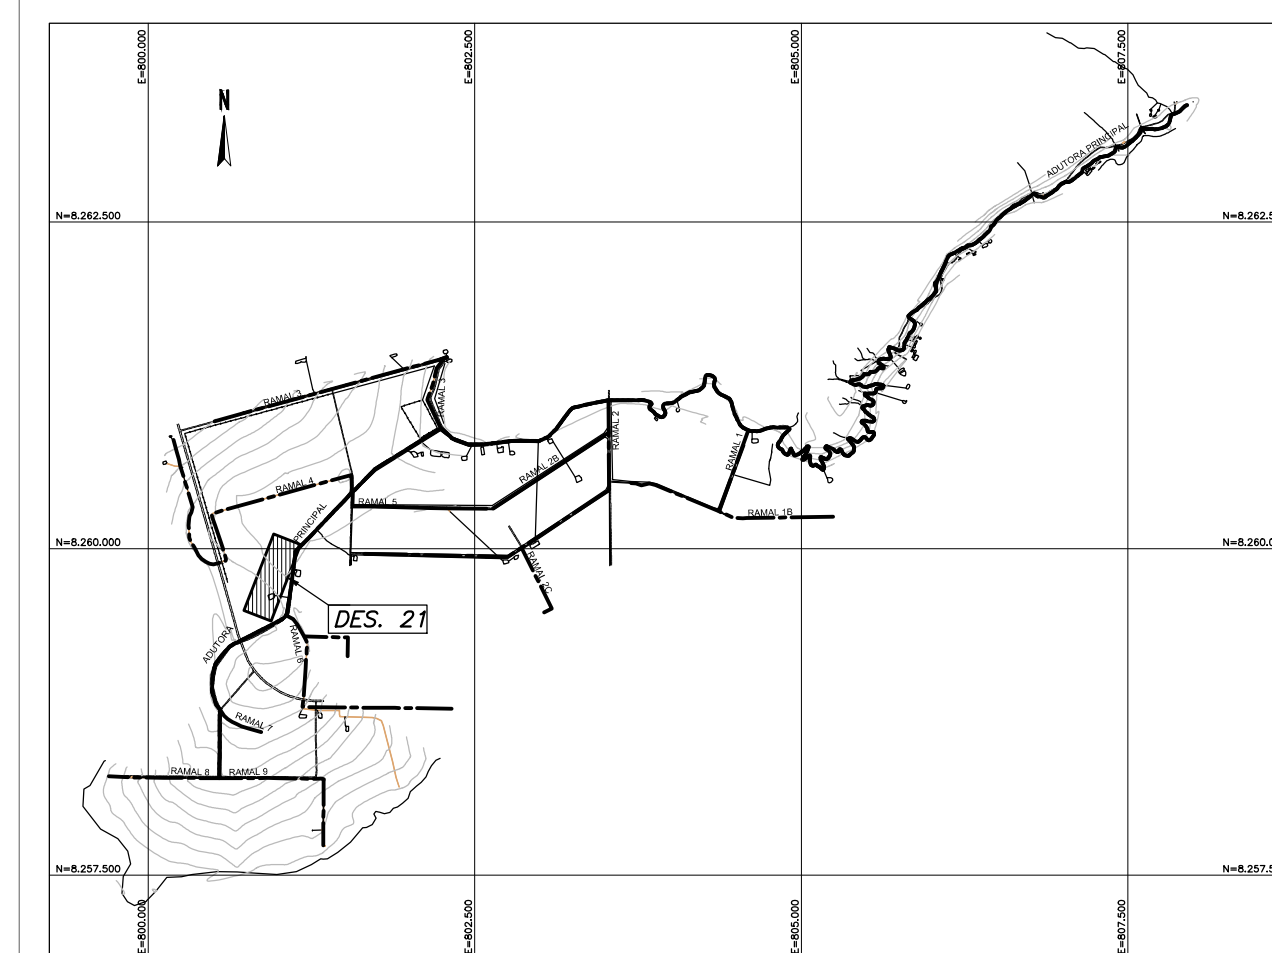 E=800.000
E=802.500
E=805.000
E=807.500
N
ADUTORA PRINCIPAL
N=8.262.500
N=8.262.5
RAMAL 3
RAMAL 3
RAMAL 2
RAMAL 1
RAMAL 2B
RAMAL 4
RAMAL 5
PRINCIPAL
RAMAL 1B
N=8.260.000
N=8.260.0
RAMAL 2C
DES. 21
ADUTORA
RAMAL 6
RAMAL 7
RAMAL 8
RAMAL 9
N=8.257.500
N=8.257.5
E=800.000
E=802.500
E=805.000
E=807.500